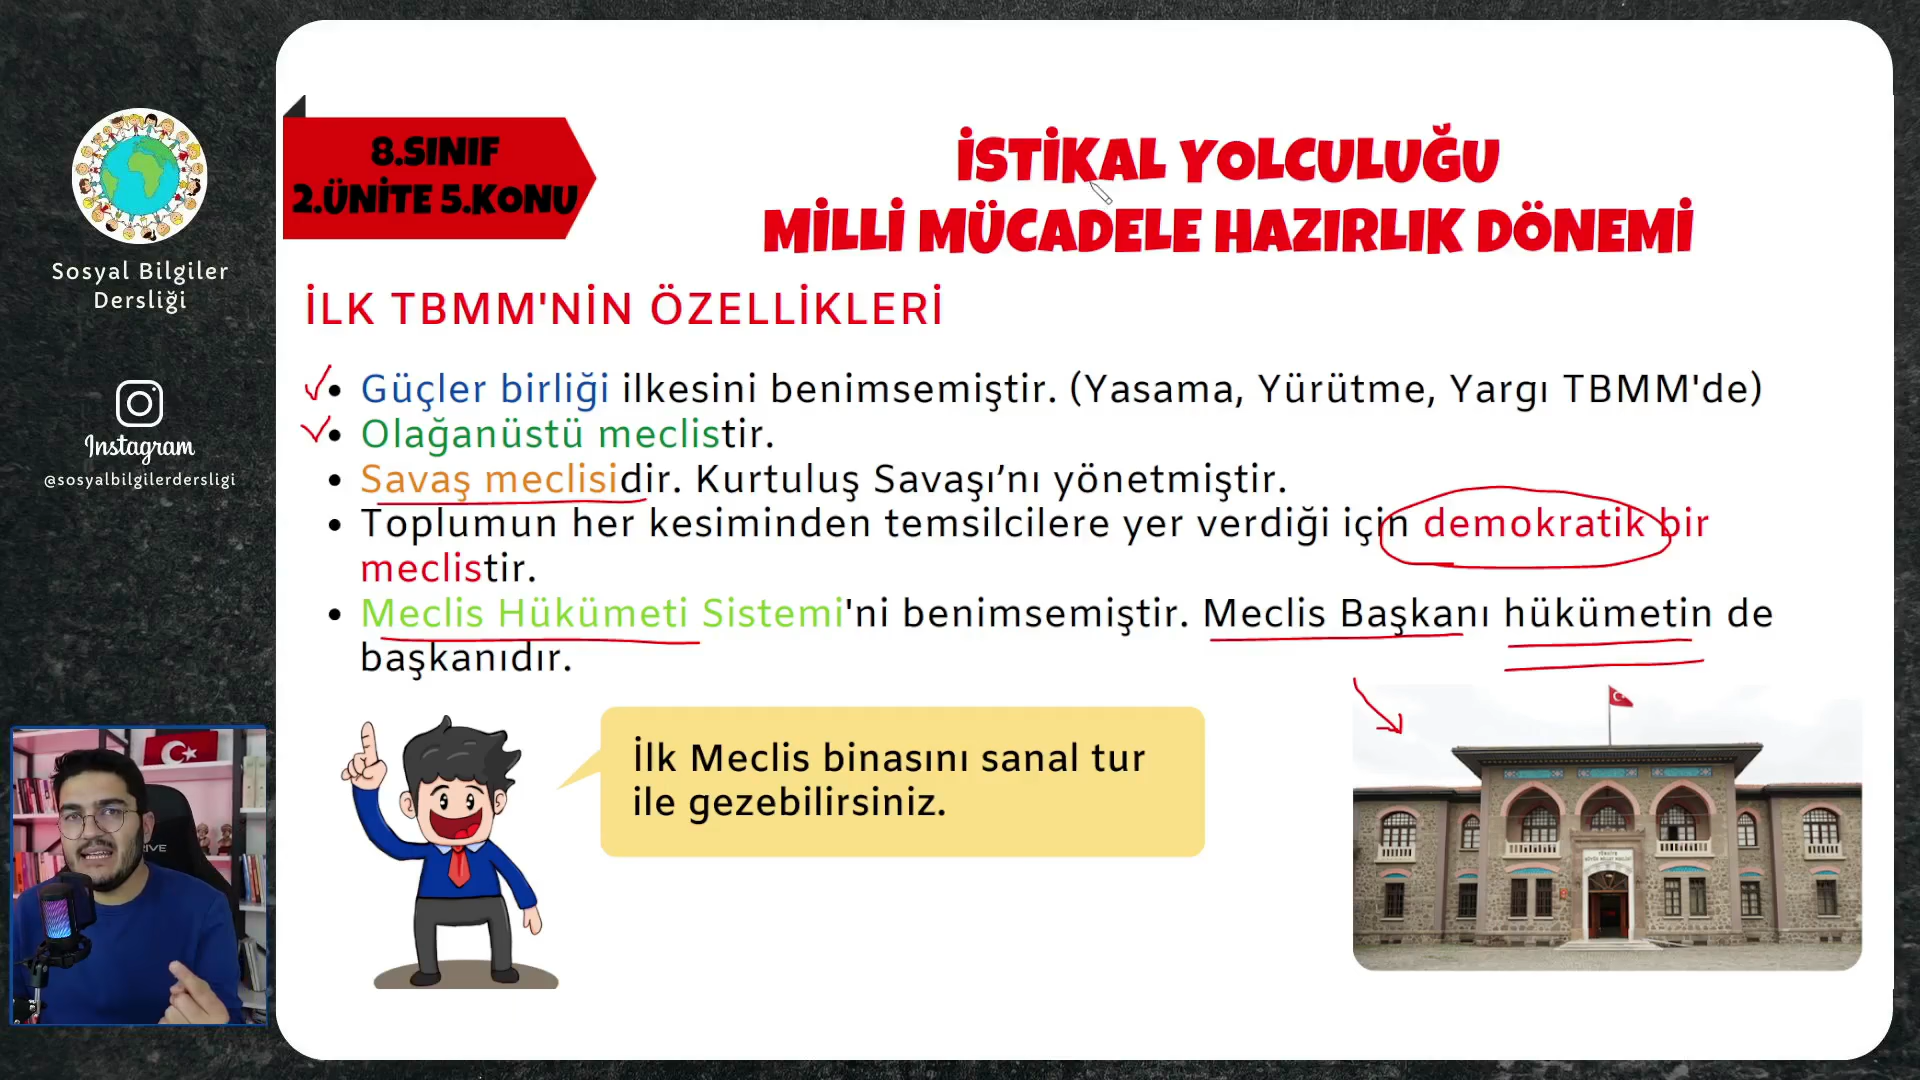 8.SINIF
2.ÜNİTE 5.KONU
İSTİKAL YOLCULUĞU
MİLLİ MÜCADELE HAZIRLIK DÖNEMİ
Sosyal Bilgiler
Dersliği
Instagram
@sosyalbilgilerdersligi
İLK TBMM'NİN ÖZELLİKLERİ
• Güçler birliği ilkesini benimsemiştir. (Yasama, Yürütme, Yargı TBMM'de)
• Olağanüstü meclistir.
• Savaş meclisidir. Kurtuluş Savaşı’nı yönetmiştir.
• Toplumun her kesiminden temsilcilere yer verdiği için demokratik bir
meclistir.
• Meclis Hükümeti Sistemi'ni benimsemiştir. Meclis Başkanı hükümetin de
başkanıdır.
İlk Meclis binasını sanal tur
ile gezebilirsiniz.